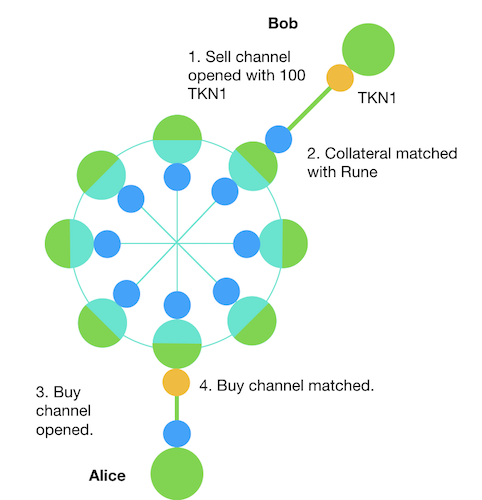 Bob
1. Sell channel
opened with 100
TKN1
TKN1
2. Collateral matched
with Rune
3. Buy
channel
opened.
4. Buy channel matched.
Alice